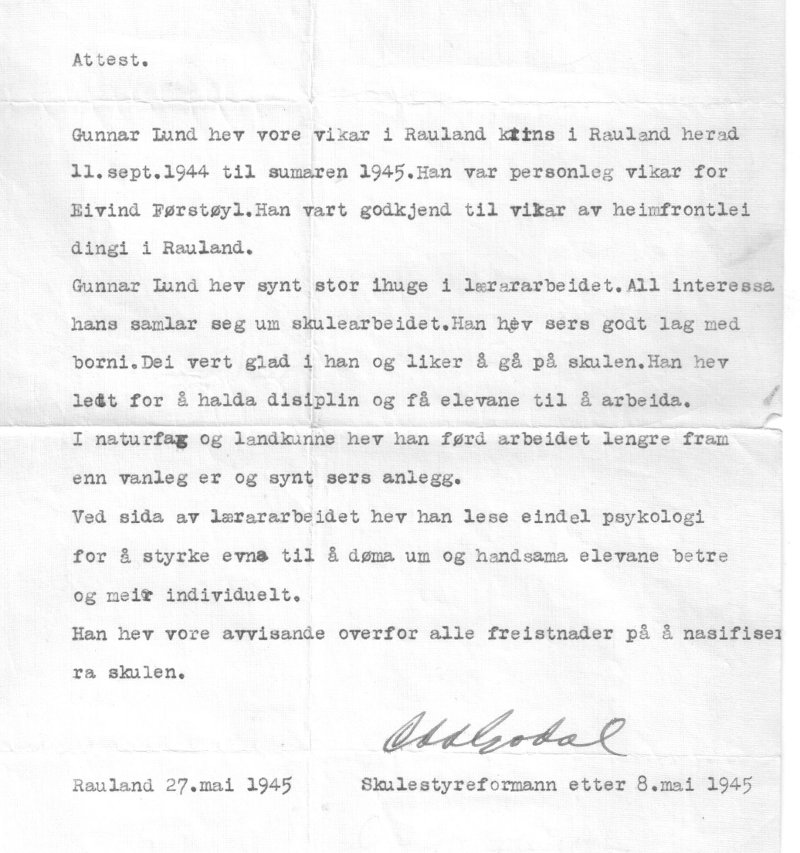 Attest.
Gunnar Lund hev vore vikar i Rauland krins i Rauland herad
11.sept.1944 til sumaren 1945.Han var personleg vikar for
Eivind Førstøyl.Han vart godkjend til vikar av heimfrontlei
dingi i Rauland.
Gunnar Lund hev synt stor ihuge i lærararbeidet.All interessa
hans samlar seg um skulearbeidet.Han hev sers godt lag med
borni.Dei vert glad i han og liker å gå på skulen.Han hev
lett for å halda disiplin og få elevane til å arbeida.
I naturfag og landkunne hev han førd arbeidet lengre fram
enn vanleg er og synt sers anlegg.
Ved sida av lærararbeidet hev han lese eindel psykologi
for å styrke evna til å døma um og handsama elevane betre
og meir individuelt.
Han hev vore avvisande overfor alle freistnader på å nasifiser
ra skulen.
Odd Godal
Rauland 27.mai 1945 Skulestyreformann etter 8.mai 1945